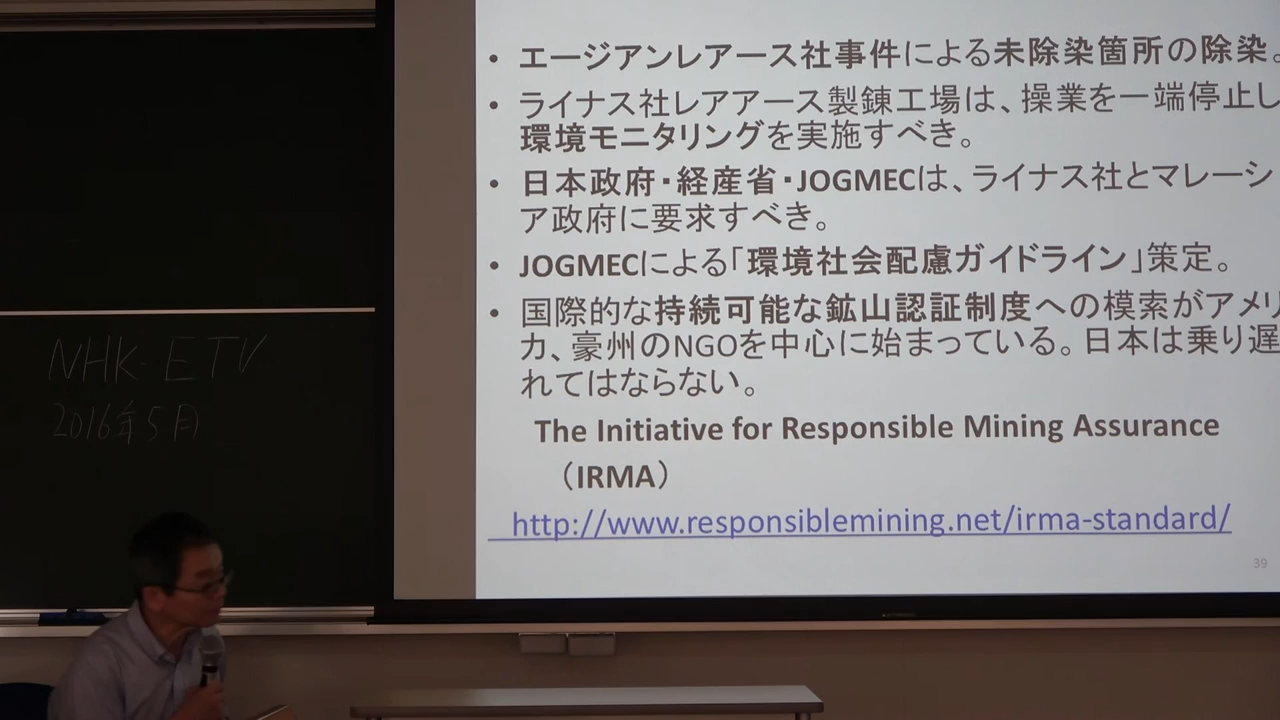 • エージアンレアース社事件による未除染箇所の除染。
• ライナス社レアアース製錬工場は、操業を一端停止し
環境モニタリングを実施すべき。
• 日本政府・経産省・JOGMECは、ライナス社とマレーシ
ア政府に要求すべき。
• JOGMECによる「環境社会配慮ガイドライン」策定。
• 国際的な持続可能な鉱山認証制度への模索がアメリ
カ、豪州のNGOを中心に始まっている。日本は乗り遅
れてはならない。
The Initiative for Responsible Mining Assurance
（IRMA）
http://www.responsiblemining.net/irma-standard/
39
NHK-ETV
2016年5月